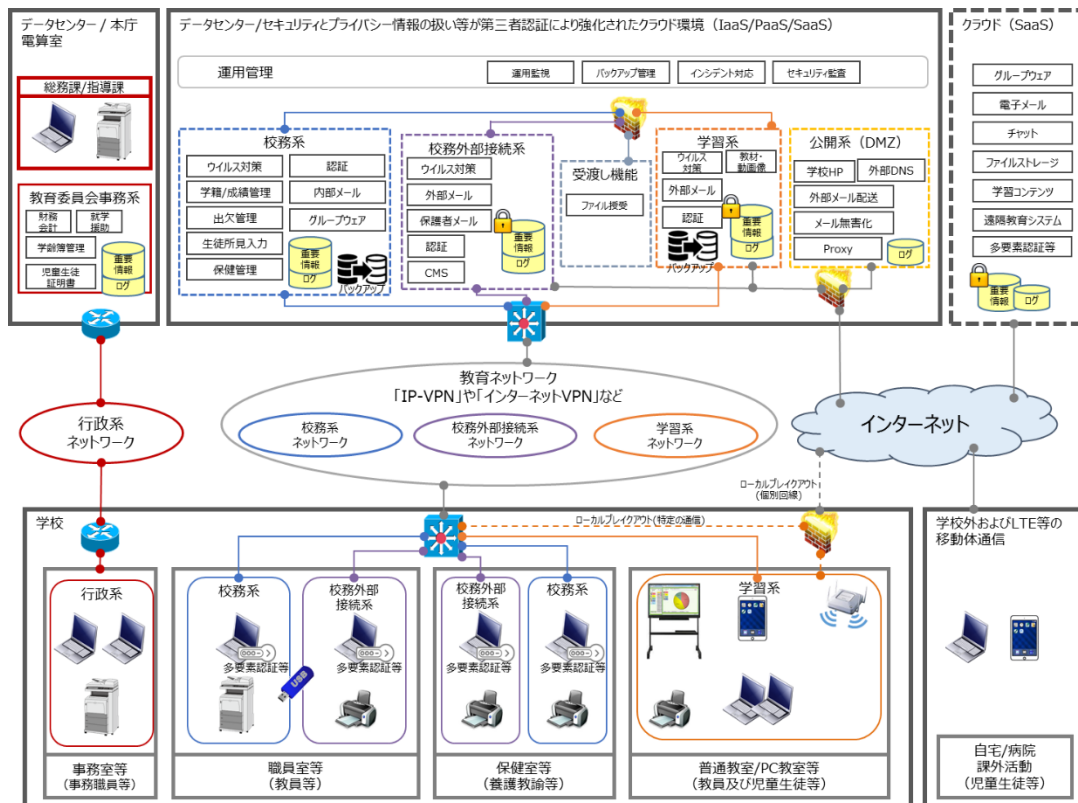 データセンター / 本庁
電算室
総務課/指導課
教育委員会事務系
財務
会計
就学
援助
学齢簿管理
児童生徒
証明書
重要
情報
ログ
データセンター/セキュリティとプライバシー情報の扱い等が第三者認証により強化されたクラウド環境（IaaS/PaaS/SaaS）
運用管理
運用監視
バックアップ管理
インシデント対応
セキュリティ監査
校務系
ウイルス対策
認証
学籍/成績管理
内部メール
出欠管理
グループウェア
生徒所見入力
保健管理
重要
情報
ログ
バックアップ
校務外部接続系
ウイルス対策
外部メール
保護者メール
認証
CMS
重要
情報
ログ
受渡し機能
ファイル接受
学習系
ウイルス
対策
教材・
動画像
外部メール
認証
重要
情報
ログ
バックアップ
公開系（DMZ）
学校HP
外部DNS
外部メール配送
メール無害化
Proxy
ログ
クラウド（SaaS）
グループウェア
電子メール
チャット
ファイルストレージ
学習コンテンツ
遠隔教育システム
多要素認証等
重要
情報
ログ
行政系
ネットワーク
教育ネットワーク
「IP-VPN」や「インターネットVPN」など
校務系
ネットワーク
校務外部接続系
ネットワーク
学習系
ネットワーク
インターネット
ローカルブレイクアウト
（個別回線）
学校
ローカルブレイクアウト(特定の通信)
行政系
事務室等
（事務職員等）
校務系
多要素認証等
USB
校務外部
接続系
多要素認証等
職員室等
（教員等）
校務外部
接続系
多要素認証等
校務系
多要素認証等
保健室等
（養護教諭等）
学習系
普通教室/PC教室等
（教員及び児童生徒等）
学校外およびLTE等の
移動体通信
自宅/病院
課外活動
（児童生徒等）